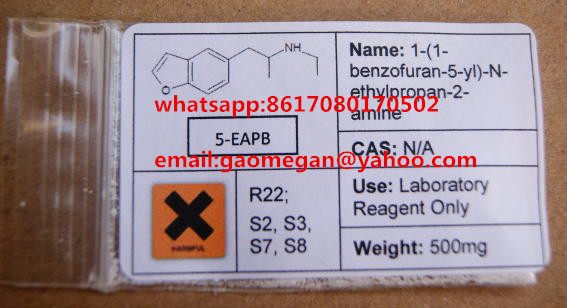 NH
O
5-EAPB
Name: 1-(1-
benzofuran-5-yl)-N-
ethylpropan-2-
amine
whatsapp:8617080170502
email:gaomegan@yahoo.com
CAS: N/A
HARMFUL
R22;
S2, S3,
S7, S8
Use: Laboratory
Reagent Only
Weight: 500mg